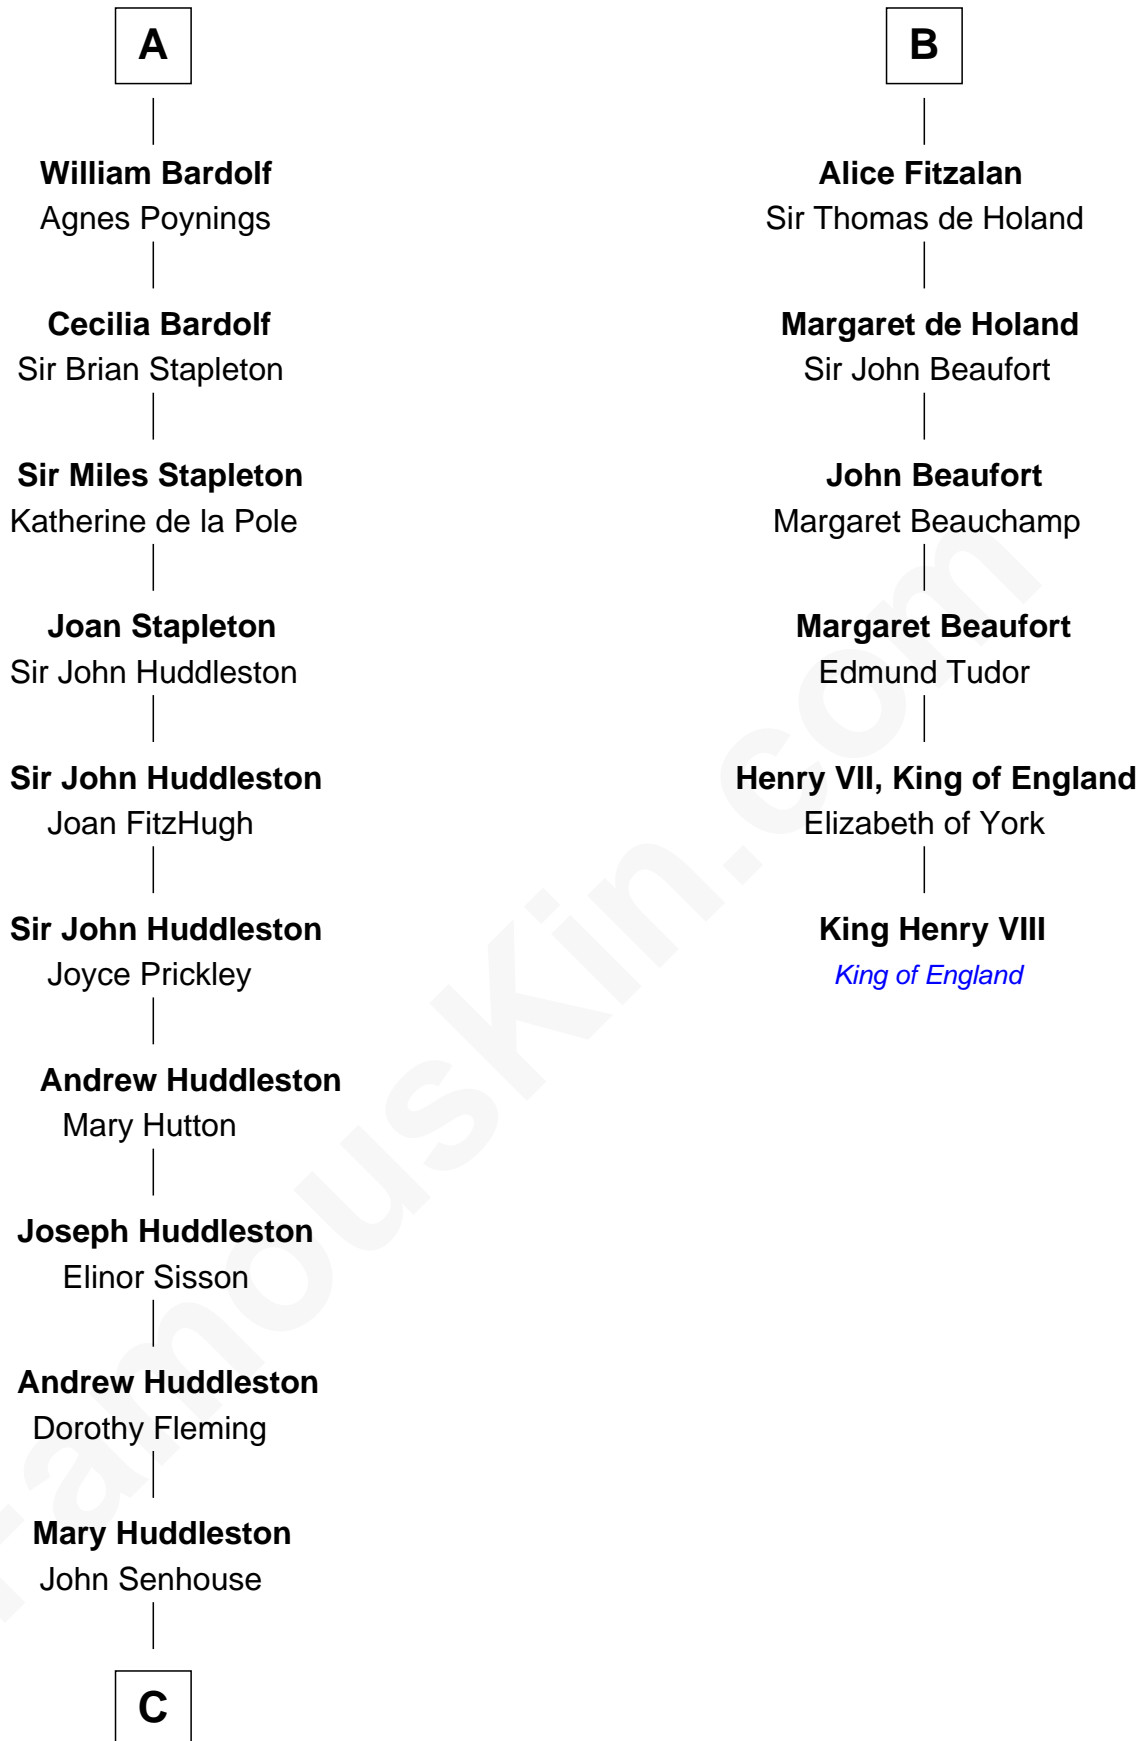 A
William Bardolf
Agnes Poynings
Cecilia Bardolf
Sir Brian Stapleton
Sir Miles Stapleton
Katherine de la Pole
Joan Stapleton
Sir John Huddleston
Sir John Huddleston
Joan FitzHugh
Sir John Huddleston
Joyce Prickley
Andrew Huddleston
Mary Hutton
Joseph Huddleston
Elinor Sisson
Andrew Huddleston
Dorothy Fleming
Mary Huddleston
John Senhouse
C
B
Alice Fitzalan
Sir Thomas de Holand
Margaret de Holand
Sir John Beaufort
John Beaufort
Margaret Beauchamp
Margaret Beaufort
Edmund Tudor
Henry VII, King of England
Elizabeth of York
King Henry VIII
King of England
FamousKin.com